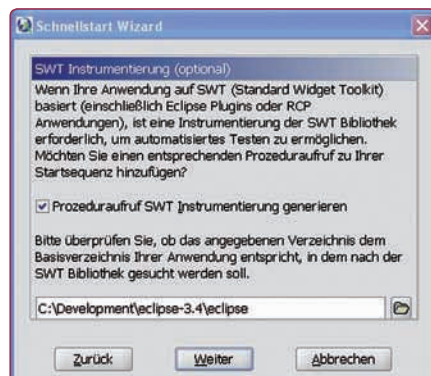 Schnellstart Wizard
SWT Instrumentierung (optional)
Wenn Ihre Anwendung auf SWT (Standard Widget Toolkit)
basiert (einschließlich Eclipse Plugins oder RCP
Anwendungen), ist eine Instrumentierung der SWT Bibliothek
erforderlich, um automatisiertes Testen zu ermöglichen.
Möchten Sie einen entsprechenden Prozeduraufruf zu Ihrer
Startsequenz hinzufügen?
Prozeduraufruf SWT Instrumentierung generieren
Bitte überprüfen Sie, ob das angegebenen Verzeichnis dem
Basisverzeichnis Ihrer Anwendung entspricht, in dem nach der
SWT Bibliothek gesucht werden soll.
C:\Development\eclipse-3.4\eclipse
Zurück Weiter Abbrechen